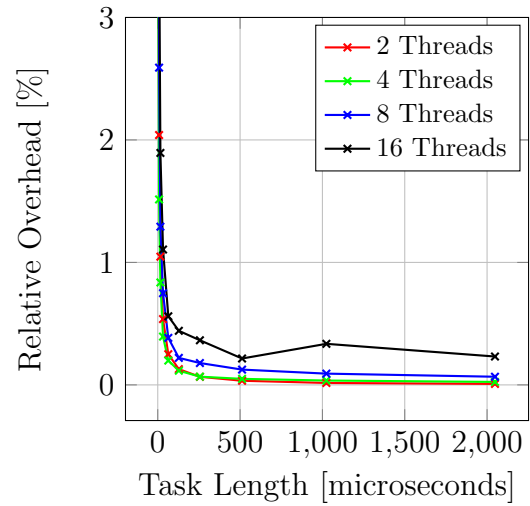 3
2 Threads
4 Threads
8 Threads
16 Threads
2
1
0
Relative Overhead [%]
0
500
1,000
1,500
2,000
Task Length [microseconds]